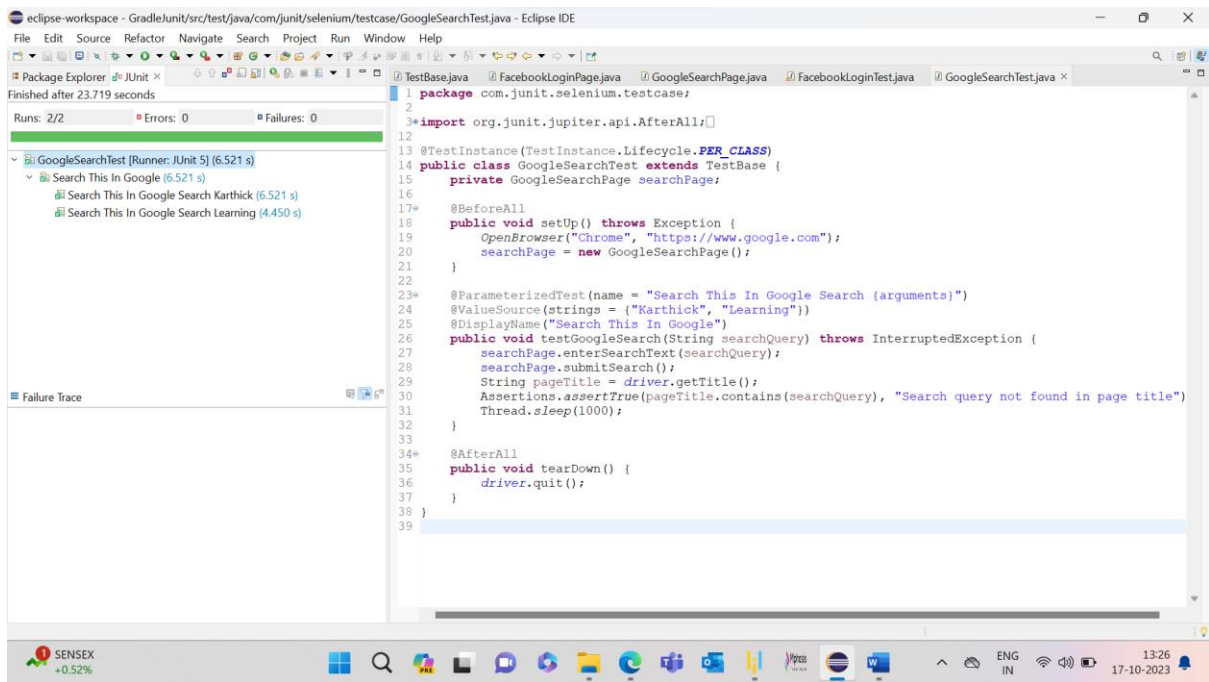 eclipse-workspace - GradleJunit/src/test/java/com/junit/selenium/testcase/GoogleSearchTest.java - Eclipse IDE
File Edit Source Refactor Navigate Search Project Run Window Help
Package Explorer JUnit
Finished after 23.719 seconds
Runs: 2/2 Errors: 0 Failures: 0
GoogleSearchTest [Runner: JUnit 5] (6.521 s)
Search This In Google (6.521 s)
Search This In Google Search Karthick (6.521 s)
Search This In Google Search Learning (4.450 s)
Failure Trace
TestBase.java FacebookLoginPage.java GoogleSearchPage.java FacebookLoginTest.java GoogleSearchTest.java
1 package com.junit.selenium.testcase;
2
3 import org.junit.jupiter.api.AfterAll;
12
13 @TestInstance(TestInstance.Lifecycle.PER_CLASS)
14 public class GoogleSearchTest extends TestBase {
15 private GoogleSearchPage searchPage;
16
17 @BeforeAll
18 public void setUp() throws Exception {
19 OpenBrowser("Chrome", "https://www.google.com");
20 searchPage = new GoogleSearchPage();
21 }
22
23 @ParameterizedTest(name = "Search This In Google Search {arguments}")
24 @ValueSource(strings = {"Karthick", "Learning"})
25 @DisplayName("Search This In Google")
26 public void testGoogleSearch(String searchQuery) throws InterruptedException {
27 searchPage.enterSearchText(searchQuery);
28 searchPage.submitSearch();
29 String pageTitle = driver.getTitle();
30 Assertions.assertTrue(pageTitle.contains(searchQuery), "Search query not found in page title")
31 Thread.sleep(1000);
32 }
33
34 @AfterAll
35 public void tearDown() {
36 driver.quit();
37 }
38 }
39
1 SENSEX
+0.52%
PRE
Mphasis
ENG
IN
13:26
17-10-2023